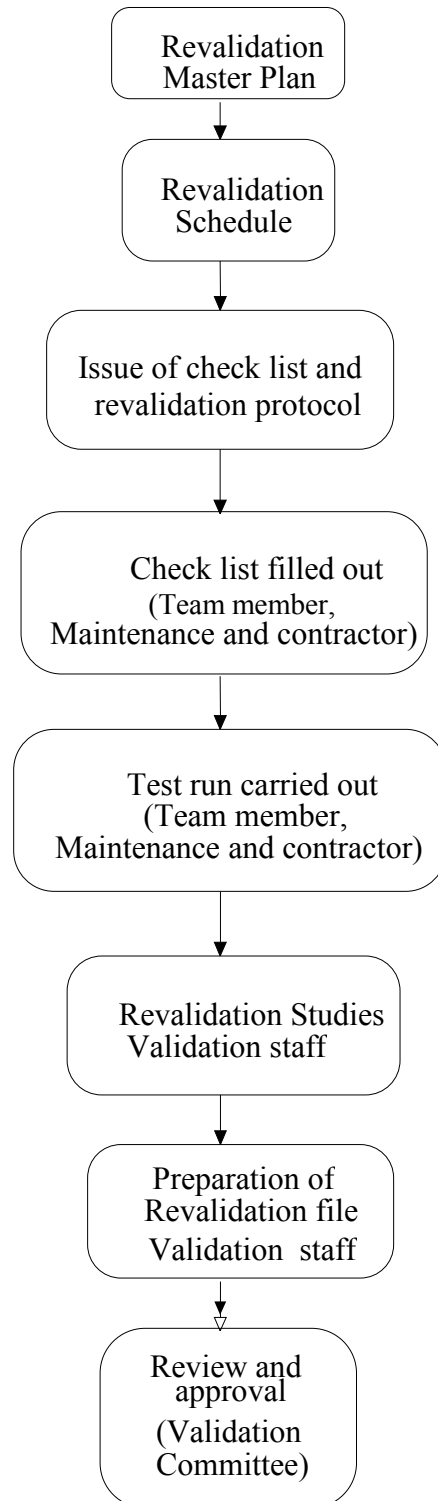 Revalidation
Master Plan
Revalidation
Schedule
Issue of check list and
revalidation protocol
Check list filled out
(Team member,
Maintenance and contractor)
Test run carried out
(Team member,
Maintenance and contractor)
Revalidation Studies
Validation staff
Preparation of
Revalidation file
Validation staff
Review and
approval
(Validation
Committee)